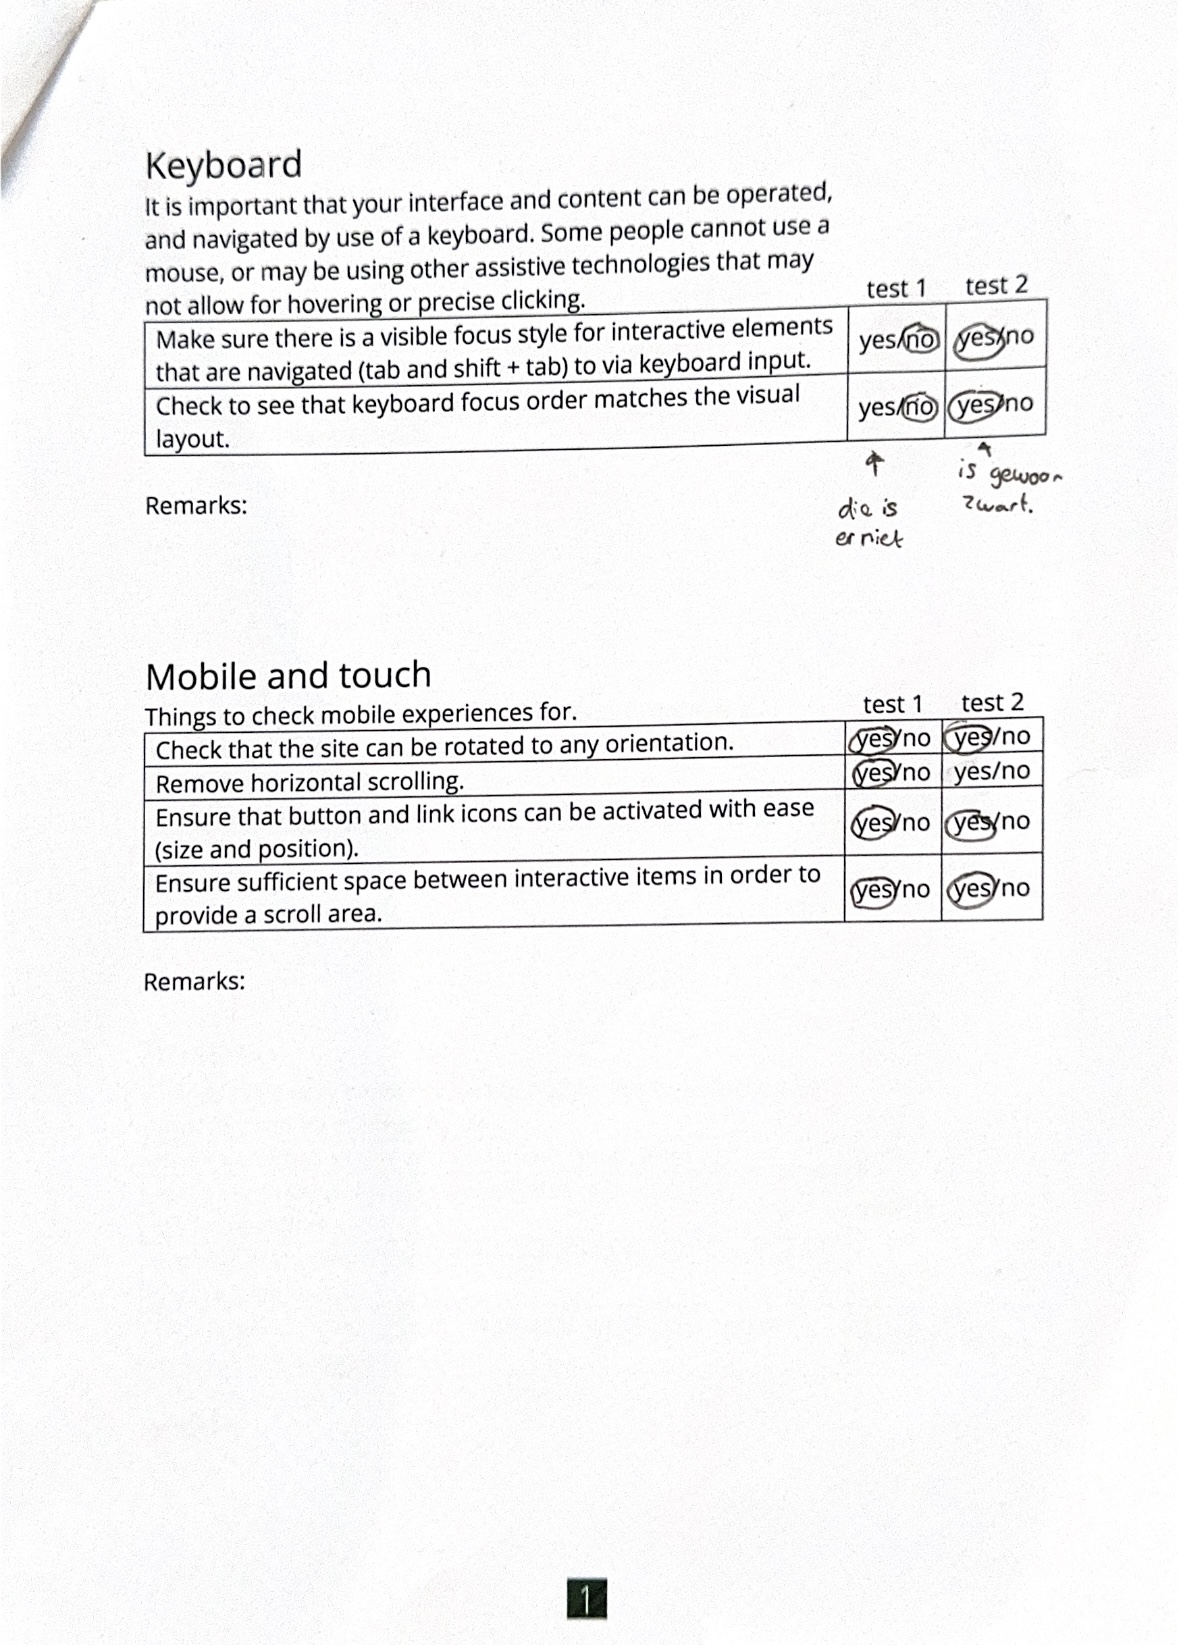 Keyboard
It is important that your interface and content can be operated,
and navigated by use of a keyboard. Some people cannot use a
mouse, or may be using other assistive technologies that may
not allow for hovering or precise clicking.
test 1 test 2
Make sure there is a visible focus style for interactive elements
that are navigated (tab and shift + tab) to via keyboard input.
yes/no yes/no
Check to see that keyboard focus order matches the visual
layout.
yes/no yes/no
is gewoon
zwart.
die is
er niet
Remarks:
Mobile and touch
Things to check mobile experiences for.
test 1 test 2
Check that the site can be rotated to any orientation. yes/no yes/no
Remove horizontal scrolling. yes/no yes/no
Ensure that button and link icons can be activated with ease
(size and position).
yes/no yes/no
Ensure sufficient space between interactive items in order to
provide a scroll area.
yes/no yes/no
Remarks:
1